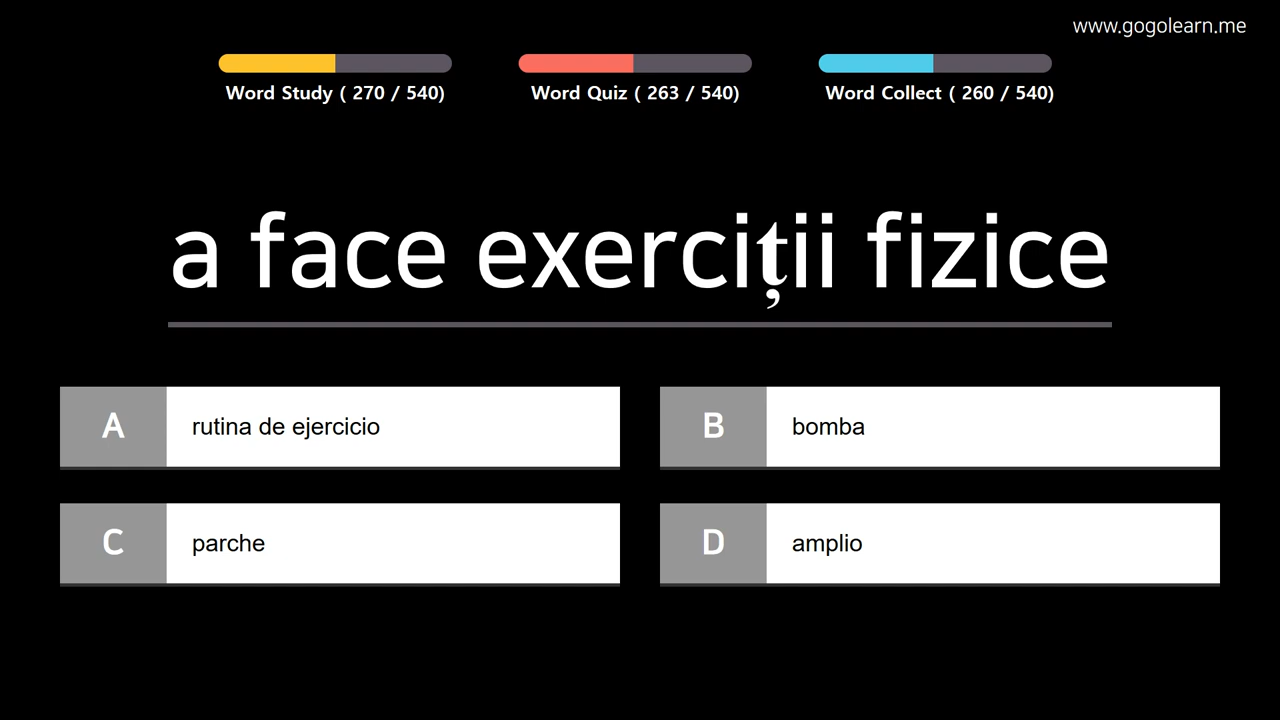 www.gogolearn.me
Word Study ( 270 / 540)
Word Quiz ( 263 / 540)
Word Collect ( 260 / 540)
a face exerciții fizice
A rutina de ejercicio
B bomba
C parche
D amplio